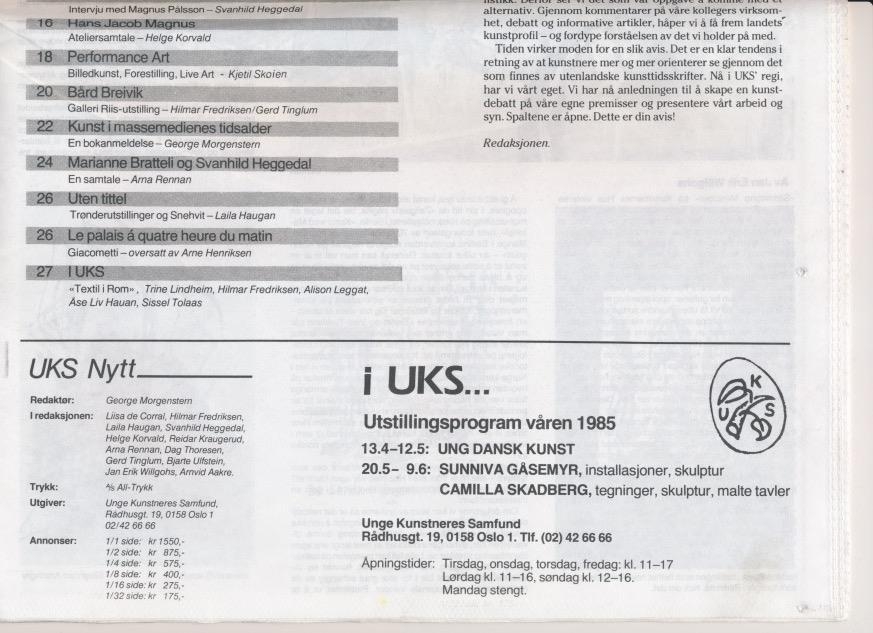 Intervju med Magnus Pålsson – Svanhild Heggedal
16 Hans Jacob Magnus
Ateliersamtale – Helge Korvald
18 Performance Art
Billedkunst, Forestilling, Live Art - Kjetil Skøien
20 Bård Breivik
Galleri Riis-utstilling – Hilmar Fredriksen/Gerd Tinglum
22 Kunst i massemedienes tidsalder
En bokanmeldelse – George Morgenstern
24 Marianne Bratteli og Svanhild Heggedal
En samtale – Arna Rennan
26 Uten tittel
Trønderutstillinger og Snehvit – Laila Haugan
26 Le palais á quatre heure du matin
Giacometti – oversatt av Arne Henriksen
27 I UKS
«Textil i Rom», Trine Lindheim, Hilmar Fredriksen, Alison Leggat,
Åse Liv Hauan, Sissel Tolaas
alternativ. Gjennom kommentarer på våre kollegers virksom-
het, debatt og informative artikler, håper vi å få frem landets
kunstprofil – og fordype forståelsen av det vi holder på med.
Tiden virker moden for en slik avis. Det er en klar tendens i
retning av at kunstnere mer og mer orienterer se gjennom det
som finnes av utenlandske kunsttidsskrifter. Nå i UKS' regi,
har vi vårt eget. Vi har nå anledningen til å skape en kunst-
debatt på våre egne premisser og presentere vårt arbeid og
syn. Spaltene er åpne. Dette er din avis!
Redaksjonen.
UKS Nytt
Redaktør: George Morgenstern
I redaksjonen: Liisa de Corral, Hilmar Fredriksen,
Laila Haugan, Svanhild Heggedal,
Helge Korvald, Reidar Kraugerud,
Arna Rennan, Dag Thoresen,
Gerd Tinglum, Bjarte Ulfstein,
Jan Erik Willgohs, Arnvid Aakre.
Trykk: A/S All-Trykk
Utgiver: Unge Kunstneres Samfund,
Rådhusgt. 19, 0158 Oslo 1
02/42 66 66
Annonser: 1/1 side: kr 1550,-
1/2 side: kr 875,-
1/4 side: kr 575,-
1/8 side: kr 400,-
1/16 side: kr 275,-
1/32 side: kr 175,-
i UKS...
UKS
Utstillingsprogram våren 1985
13.4–12.5: UNG DANSK KUNST
20.5– 9.6: SUNNIVA GÅSEMYR, installasjoner, skulptur
CAMILLA SKADBERG, tegninger, skulptur, malte tavler
Unge Kunstneres Samfund
Rådhusgt. 19, 0158 Oslo 1. Tlf. (02) 42 66 66
Åpningstider: Tirsdag, onsdag, torsdag, fredag: kl. 11–17
Lørdag kl. 11–16, søndag kl. 12–16.
Mandag stengt.